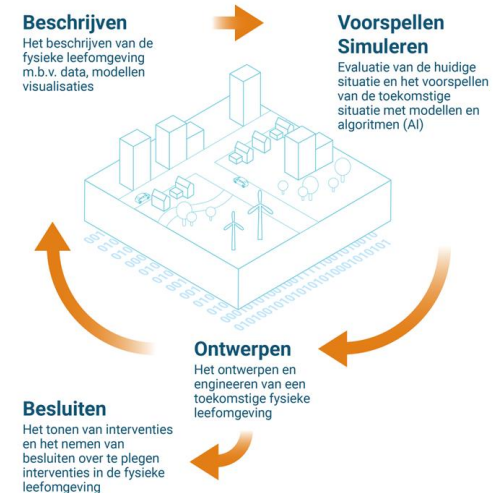 Beschrijven
Het beschrijven van de
fysieke leefomgeving
m.b.v. data, modellen
visualisaties
Voorspellen
Simuleren
Evaluatie van de huidige
situatie en het voorspellen
van de toekomstige
situatie met modellen en
algoritmen (AI)
Ontwerpen
Het ontwerpen en
engineeren van een
toekomstige fysieke
leefomgeving
Besluiten
Het tonen van interventies
en het nemen van
besluiten over te plegen
interventies in de fysieke
leefomgeving